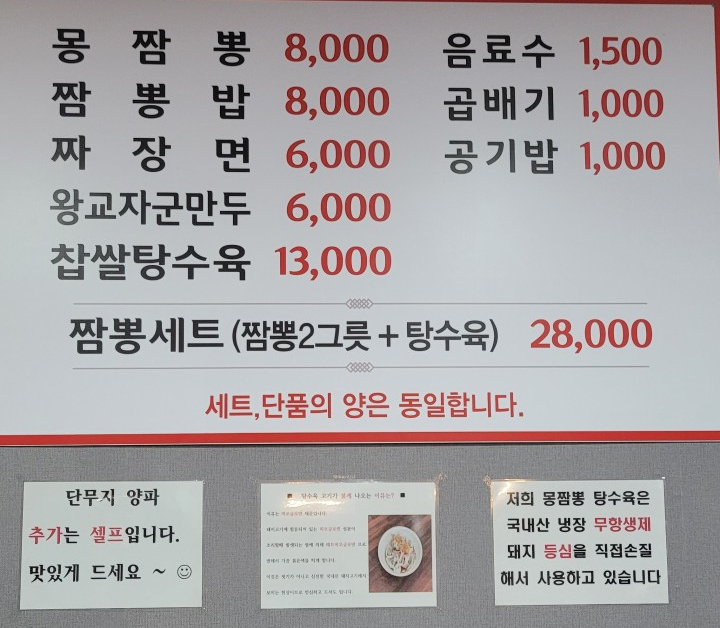 몽짬뽕 8,000
짬뽕밥 8,000
짜장면 6,000
왕교자군만두 6,000
찹쌀탕수육 13,000
음료수 1,500
곱배기 1,000
공기밥 1,000
짬뽕세트 (짬뽕2그릇 + 탕수육) 28,000
세트,단품의 양은 동일합니다.
단무지 양파
추가는 셀프입니다.
맛있게 드세요 ~ ☺
■ 탕수육 고기가 붉게 나오는 이유는? ■
저희 몽짬뽕 탕수육은
국내산 냉장 무항생제
돼지 등심을 직접손질
해서 사용하고 있습니다